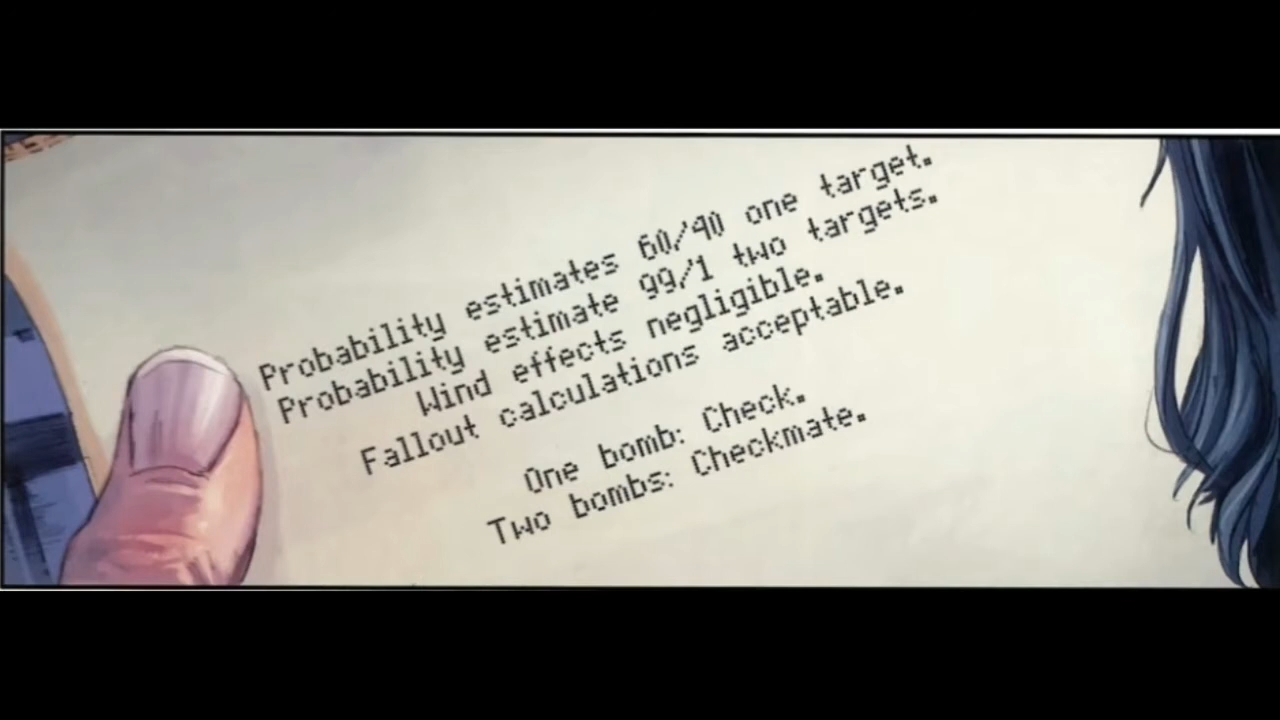 Probability estimates 60/40 one target.
Probability estimate 99/1 two targets.
Wind effects negligible.
Fallout calculations acceptable.
One bomb: Check.
Two bombs: Checkmate.